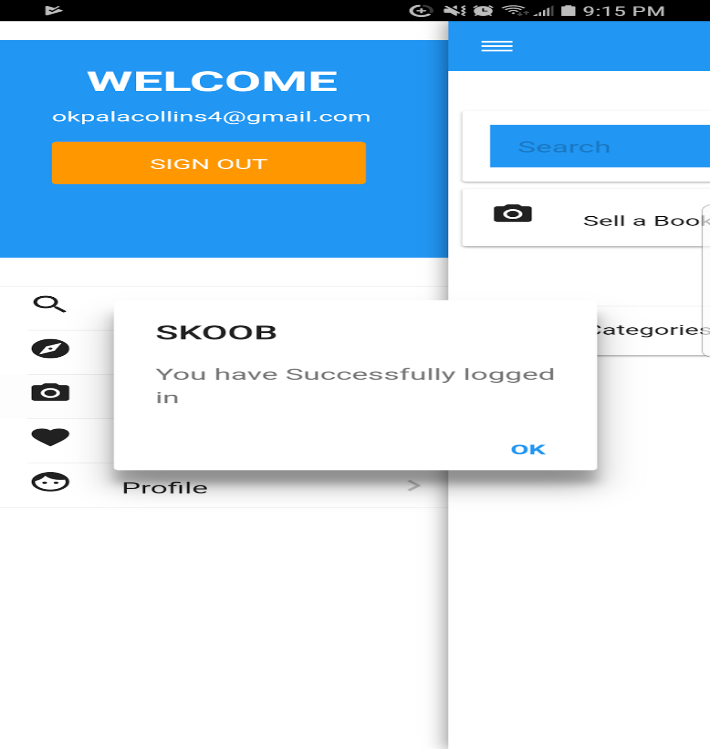 9:15 PM
WELCOME
okpalacollins4@gmail.com
SIGN OUT
Search
Sell a Book
SKOOB
You have Successfully logged
in
OK
Categories
Profile